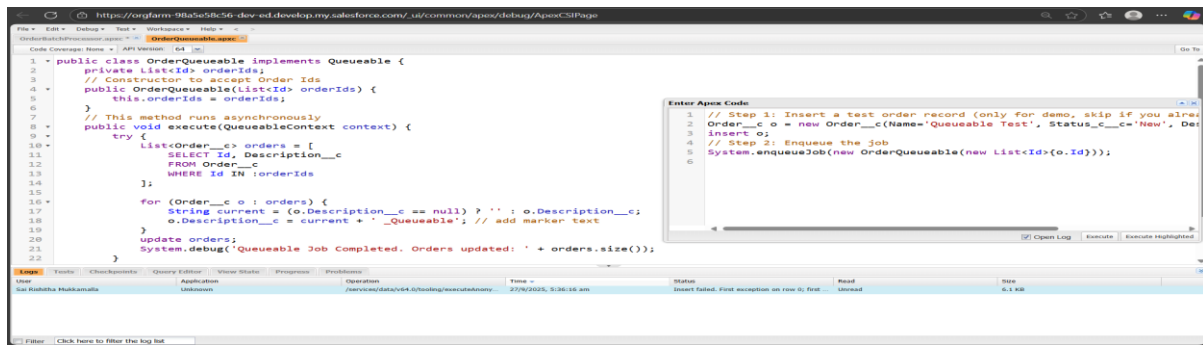 https://orgfarm-98a5e58c56-dev-ed.develop.my.salesforce.com/_ui/common/apex/debug/ApexCSIPage
File Edit Debug Test Workspace Help < >
OrderBatchProcessor.apxc * OrderQueueable.apxc
Code Coverage: None API Version: 64 Go To
1 public class OrderQueueable implements Queueable {
2 private List<Id> orderIds;
3 // Constructor to accept Order Ids
4 public OrderQueueable(List<Id> orderIds) {
5 this.orderIds = orderIds;
6 }
7 // This method runs asynchronously
8 public void execute(QueueableContext context) {
9 try {
10 List<Order__c> orders = [
11 SELECT Id, Description__c
12 FROM Order__c
13 WHERE Id IN :orderIds
14 ];
15
16 for (Order__c o : orders) {
17 String current = (o.Description__c == null) ? '' : o.Description__c;
18 o.Description__c = current + ' _Queueable'; // add marker text
19 }
20 update orders;
21 System.debug('Queueable Job Completed. Orders updated: ' + orders.size());
22 }
Enter Apex Code
1 // Step 1: Insert a test order record (only for demo, skip if you alrea
2 Order__c o = new Order__c(Name='Queueable Test', Status_c__c='New', Des
3 insert o;
4 // Step 2: Enqueue the job
5 System.enqueueJob(new OrderQueueable(new List<Id>{o.Id}));
6
Open Log Execute Execute Highlighted
Logs Tests Checkpoints Query Editor View State Progress Problems
User Application Operation Time Status Read Size
Sai Rishitha Mukkamalla Unknown /services/data/v64.0/tooling/executeAnony... 27/9/2025, 5:36:16 am Insert failed. First exception on row 0; first ... Unread 6.1 KB
Filter Click here to filter the log list